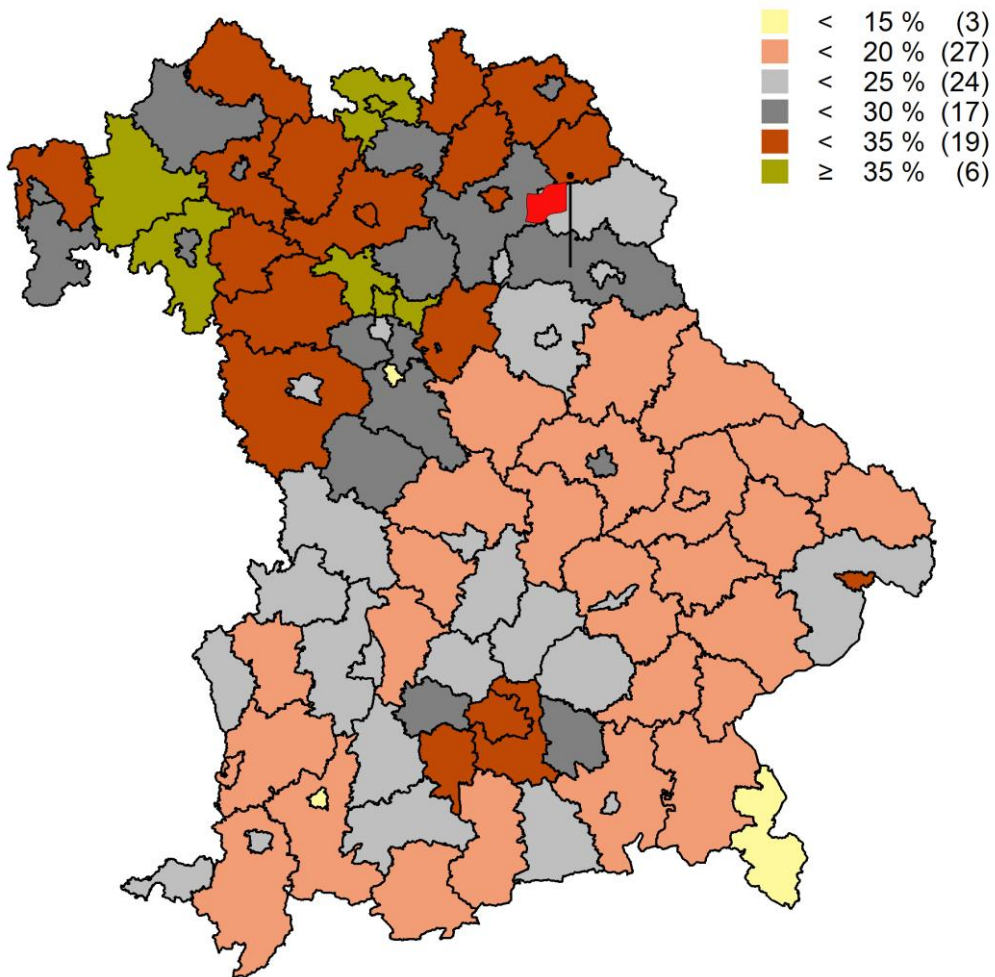 < 15 % (3)
< 20 % (27)
< 25 % (24)
< 30 % (17)
< 35 % (19)
≥ 35 % (6)